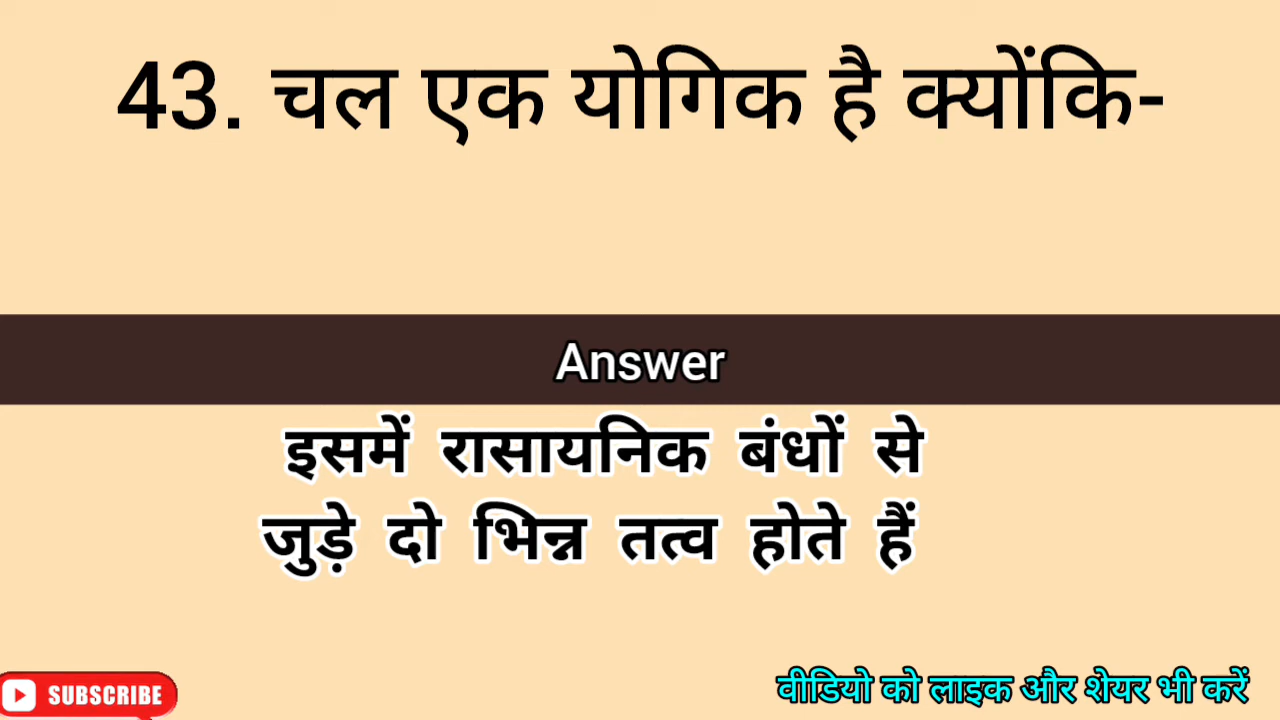 43. चल एक योगिक है क्योंकि-
Answer
इसमें रासायनिक बंधों से
जुड़े दो भिन्न तत्व होते हैं
SUBSCRIBE
वीडियो को लाइक और शेयर भी करें